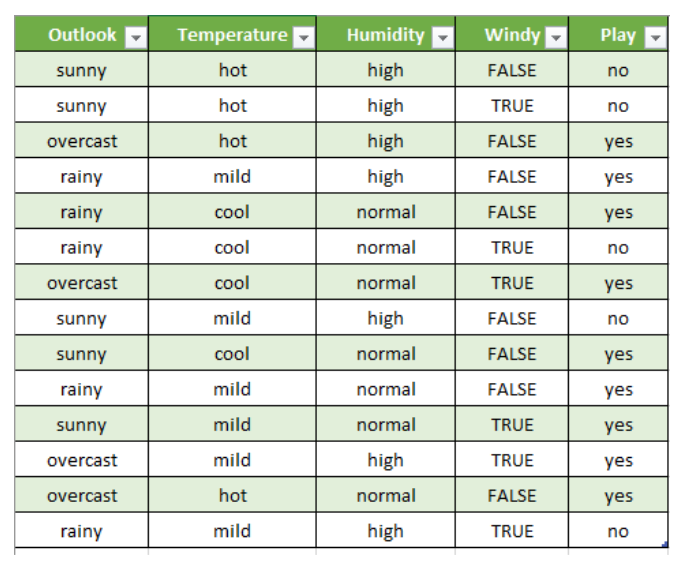 Outlook Temperature Humidity Windy Play
sunny hot high FALSE no
sunny hot high TRUE no
overcast hot high FALSE yes
rainy mild high FALSE yes
rainy cool normal FALSE yes
rainy cool normal TRUE no
overcast cool normal TRUE yes
sunny mild high FALSE no
sunny cool normal FALSE yes
rainy mild normal FALSE yes
sunny mild normal TRUE yes
overcast mild high TRUE yes
overcast hot normal FALSE yes
rainy mild high TRUE no